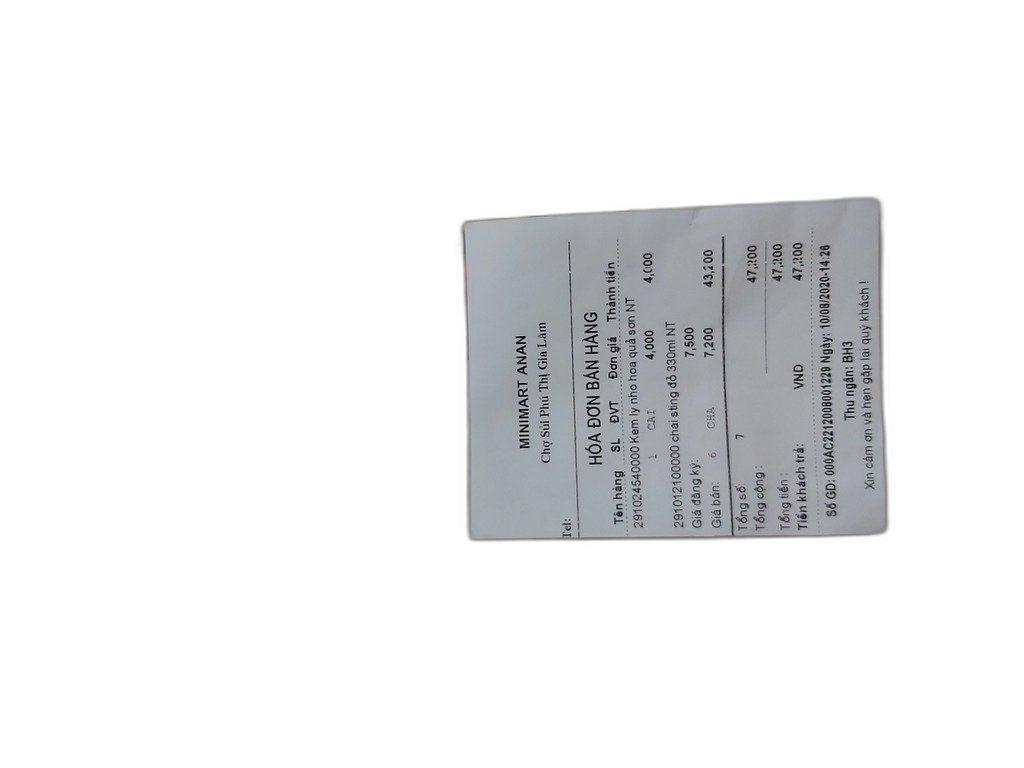 MINIMART ANAN
Chợ Sủi Phú Thị Gia Lâm
Tel:
HÓA ĐƠN BÁN HÀNG
Tên hàng SL ĐVT Đơn giá Thành tiền
291024540000 Kem ly nho hoa quả sơn NT
1 CAI 4,000 4,000
291012100000 chai sting đỏ 330ml NT
Giá đăng ký: 7,500
Giá bán: 6 CHA 7,200 43,200
Tổng số: 7
Tổng cộng : 47,200
Tổng tiền : 47,200
Tiền khách trả: VND 47,200
Số GD: 000AC2212008001229 Ngày: 10/08/2020-14:26
Thu ngân: BH3
Xin cảm ơn và hẹn gặp lại quý khách !